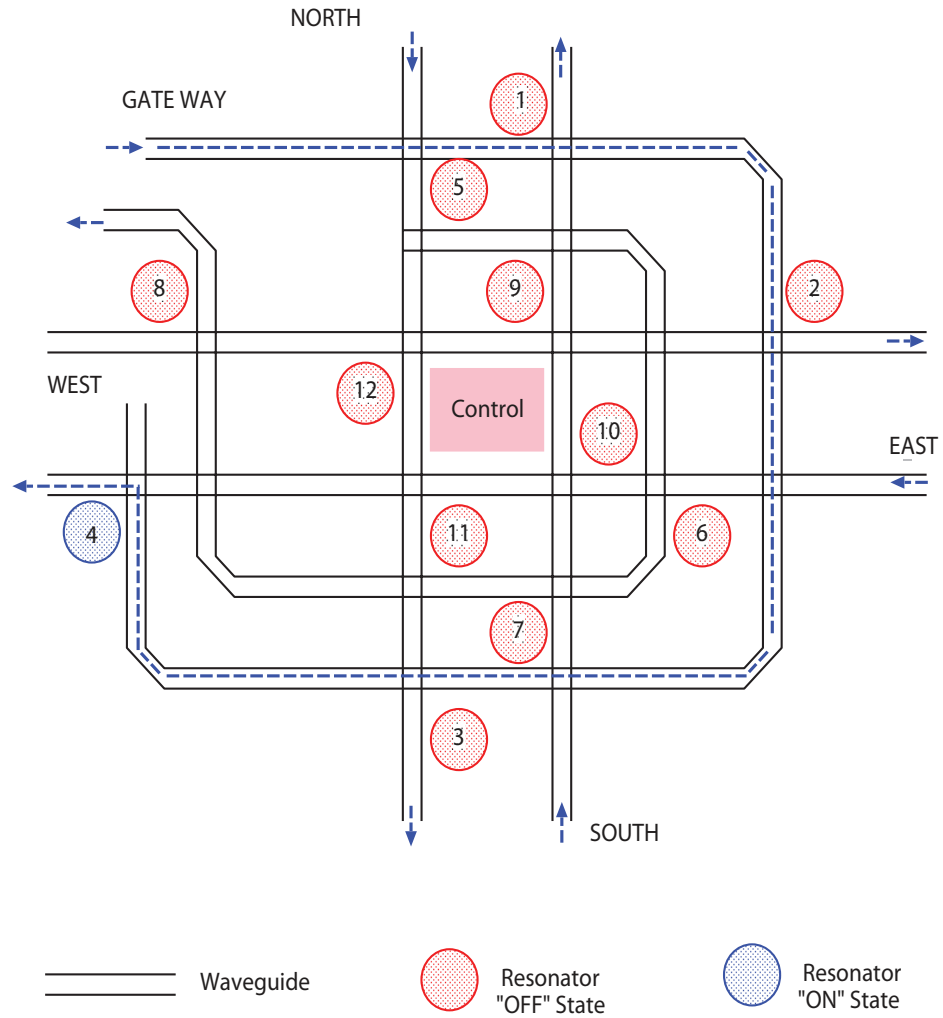 NORTH
1
GATE WAY
5
8
9
2
WEST
12
Control
10
EAST
4
11
6
7
3
SOUTH
Waveguide
Resonator
"OFF" State
Resonator
"ON" State